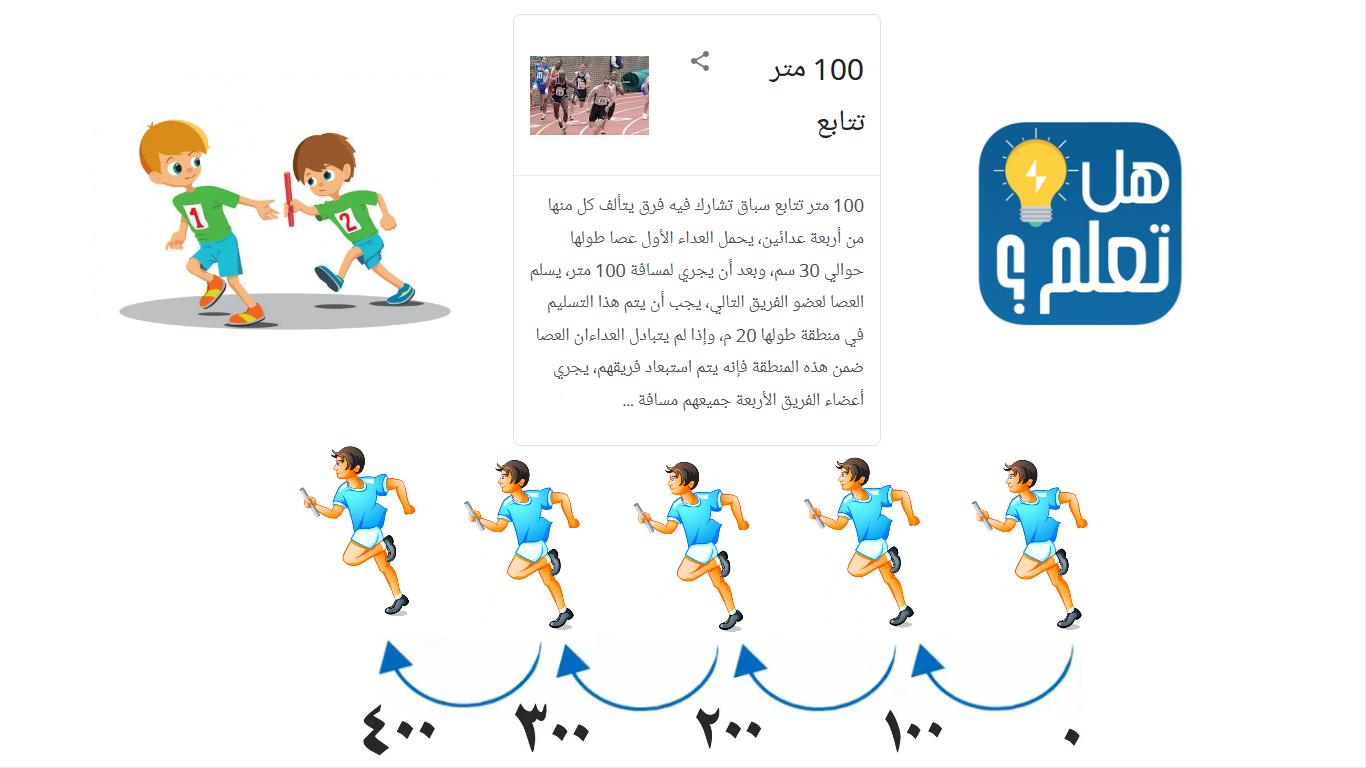 هل
تعلم ؟
100 متر
تتابع
100 متر تتابع سباق تشارك فيه فرق يتألف كل منها
من أربعة عدائين، يحمل العداء الأول عصا طولها
حوالي 30 سم، وبعد أن يجري لمسافة 100 متر، يسلم
العصا لعضو الفريق التالي، يجب أن يتم هذا التسليم
في منطقة طولها 20 م، وإذا لم يتبادل العداءان العصا
ضمن هذه المنطقة فإنه يتم استبعاد فريقهم، يجري
أعضاء الفريق الأربعة جميعهم مسافة ...
1 2
٠ ١٠٠ ٢٠٠ ٣٠٠ ٤٠٠